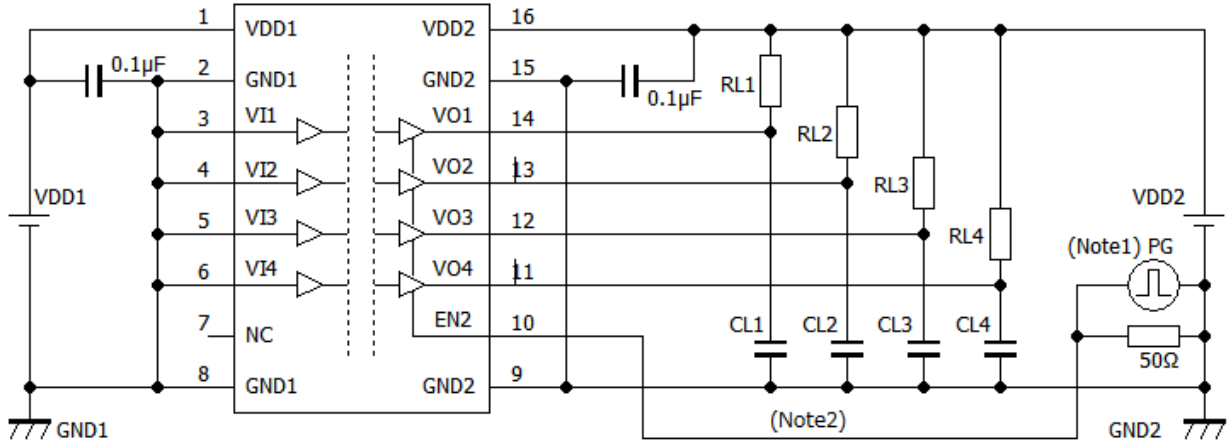 1 VDD1 VDD2 16
0.1µF 2 GND1 GND2 15 0.1µF RL1
3 VI1 VO1 14
RL2
4 VI2 VO2 13
VDD1 RL3 VDD2
5 VI3 VO3 12
RL4 (Note1) PG
6 VI4 VO4 11
7 NC EN2 10 CL1 CL2 CL3 CL4
50Ω
8 GND1 GND2 9
GND1 (Note2) GND2